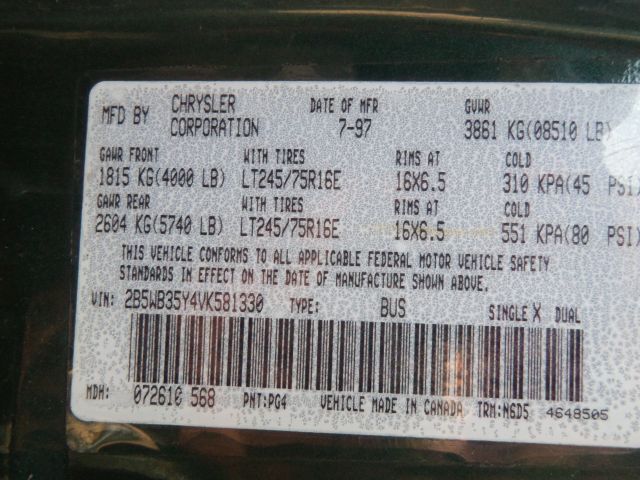 MFD BY CHRYSLER CORPORATION DATE OF MFR 7-97 GVWR 3861 KG(08510 LB)
GAWR FRONT WITH TIRES RIMS AT COLD
1815 KG(4000 LB) LT245/75R16E 16X6.5 310 KPA(45 PSI)
GAWR REAR WITH TIRES RIMS AT COLD
2604 KG(5740 LB) LT245/75R16E 16X6.5 551 KPA(80 PSI)
THIS VEHICLE CONFORMS TO ALL APPLICABLE FEDERAL MOTOR VEHICLE SAFETY
STANDARDS IN EFFECT ON THE DATE OF MANUFACTURE SHOWN ABOVE.
VIN: 2B5WB35Y4VK581330 TYPE: BUS SINGLE X DUAL
MDH: 072610 568 PNT:PG4 VEHICLE MADE IN CANADA TRM:N6D5 4648505